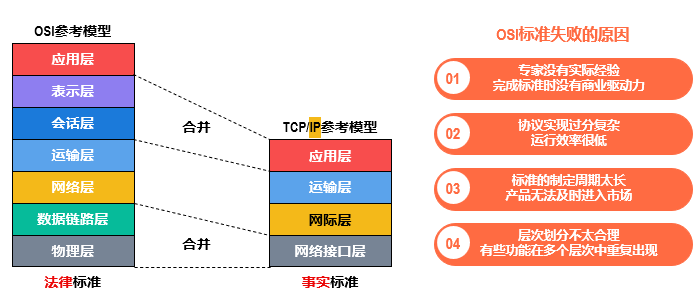 OSI参考模型
应用层
表示层
会话层
运输层
网络层
数据链路层
物理层
法律标准
合并
合并
TCP/IP参考模型
应用层
运输层
网际层
网络接口层
事实标准
OSI标准失败的原因
01
专家没有实际经验
完成标准时没有商业驱动力
02
协议实现过分复杂
运行效率很低
03
标准的制定周期太长
产品无法及时进入市场
04
层次划分不太合理
有些功能在多个层次中重复出现